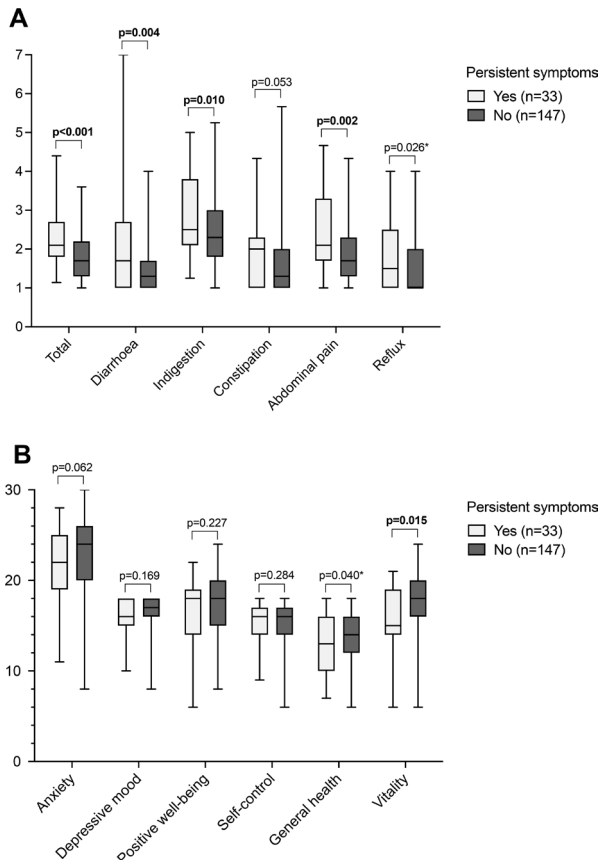 A
p<0.001
p=0.004
p=0.010
p=0.053
p=0.002
p=0.026*
Persistent symptoms
Yes (n=33)
No (n=147)
7
6
5
4
3
2
1
0
Total
Diarrhoea
Indigestion
Constipation
Abdominal pain
Reflux
B
p=0.062
p=0.169
p=0.227
p=0.284
p=0.040*
p=0.015
Persistent symptoms
Yes (n=33)
No (n=147)
30
20
10
0
Anxiety
Depressive mood
Positive well-being
Self-control
General health
Vitality